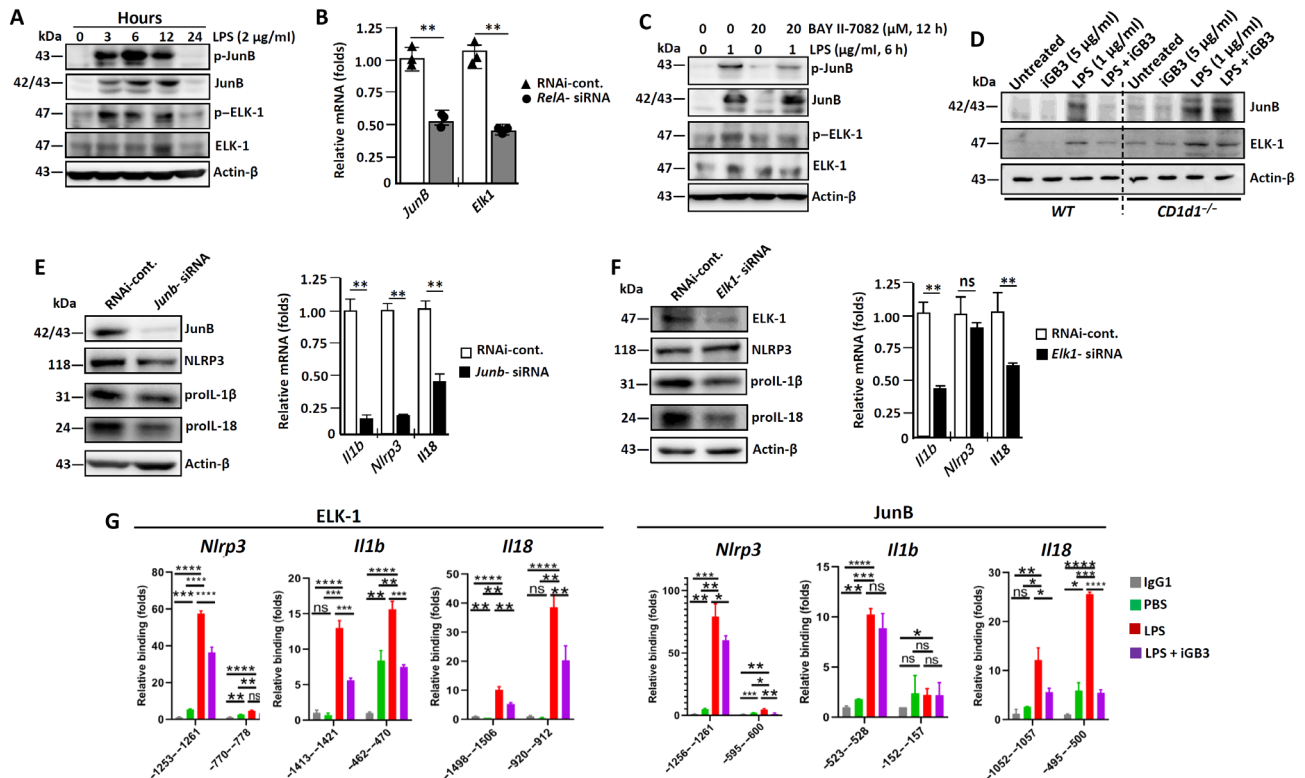 A
Hours
kDa 0 3 6 12 24 LPS (2 µg/ml)
43 p-JunB
42/43 JunB
47 p–ELK-1
47 ELK-1
43 Actin-β
B
Relative mRNA (folds)
1.25
1.00
0.75
0.50
0.25
0
** **
RNAi-cont.
RelA- siRNA
JunB Elk1
C
0 0 20 20 BAY II-7082 (µM, 12 h)
kDa 0 1 0 1 LPS (µg/ml, 6 h)
43 p-JunB
42/43 JunB
47 p–ELK-1
47 ELK-1
43 Actin-β
D
kDa
Untreated
iGB3 (5 µg/ml)
LPS (1 µg/ml)
LPS + iGB3
Untreated
iGB3 (5 µg/ml)
LPS (1 µg/ml)
LPS + iGB3
42/43 JunB
47 ELK-1
43 Actin-β
WT CD1d1–/–
E
kDa
RNAi-cont.
Junb- siRNA
42/43 JunB
118 NLRP3
31 proIL-1β
24 proIL-18
43 Actin-β
Relative mRNA (folds)
1.25
1.00
0.75
0.50
0.25
0
** ** **
RNAi-cont.
Junb- siRNA
Il1b Nlrp3 Il18
F
kDa
RNAi-cont.
Elk1- siRNA
47 ELK-1
118 NLRP3
31 proIL-1β
24 proIL-18
43 Actin-β
Relative mRNA (folds)
1.25
1.00
0.75
0.50
0.25
0
** ns **
RNAi-cont.
Elk1- siRNA
Il1b Nlrp3 Il18
G
ELK-1
Nlrp3
Relative binding (folds)
80
60
40
20
0
****
****
*** ****
****
**
** ns
-1253--1261
-770--778
Il1b
Relative binding (folds)
20
15
10
5
0
****
***
ns ***
****
**
** ***
-1413--1421
-462--470
Il18
Relative binding (folds)
50
40
30
20
10
0
****
**
** **
****
**
ns **
-1498--1506
-920--912
JunB
Nlrp3
Relative binding (folds)
100
75
50
25
0
***
**
** *
**
*
*** **
-1256--1261
-595--600
Il1b
Relative binding (folds)
15
10
5
0
****
***
** ns
*
ns
ns ns
-523--528
-152--157
Il18
Relative binding (folds)
30
20
10
0
**
*
ns *
****
***
* ****
-1052--1057
-495--500
IgG1
PBS
LPS
LPS + iGB3